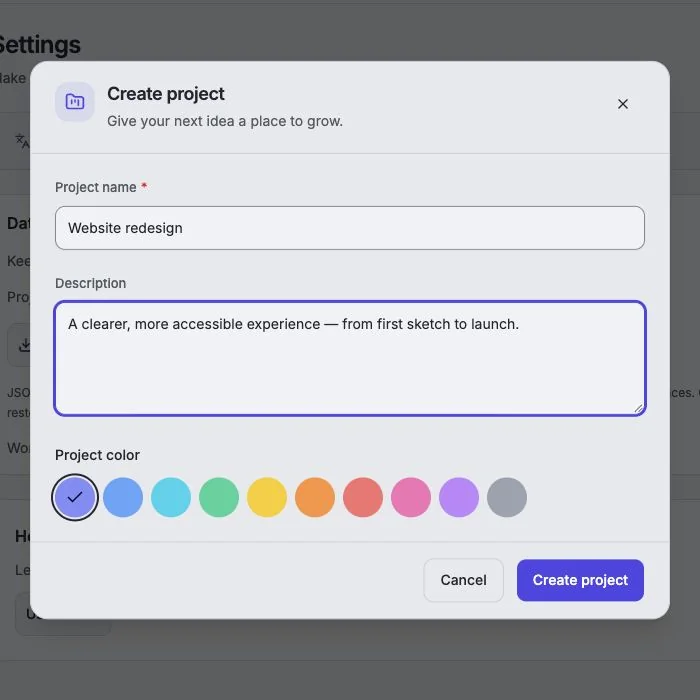 Settings
Create project
Give your next idea a place to grow.
Project name *
Website redesign
Description
A clearer, more accessible experience — from first sketch to launch.
Project color
Cancel
Create project